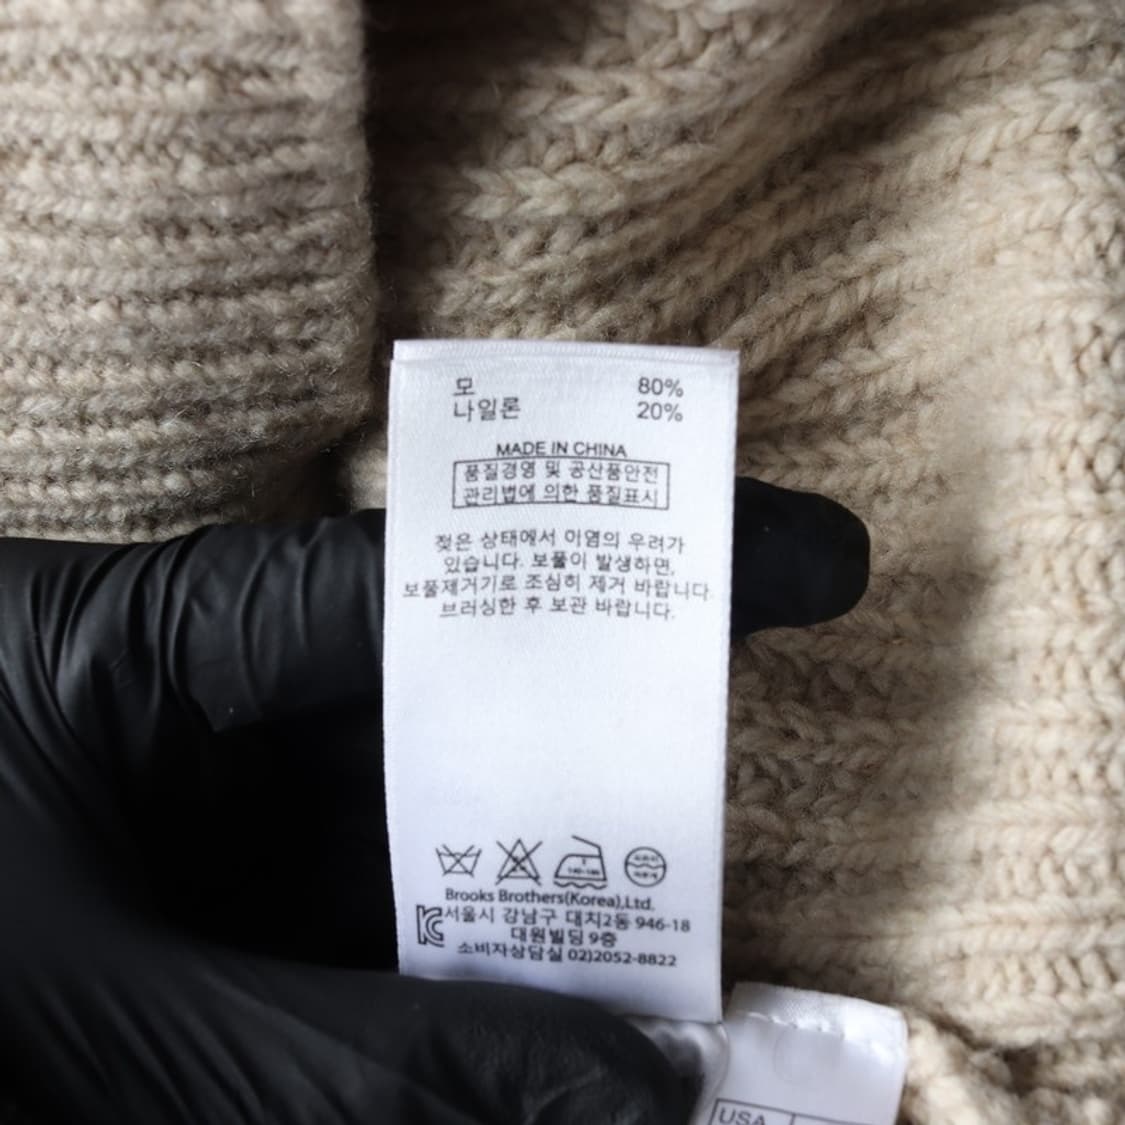 모 80%
나일론 20%
MADE IN CHINA
품질경영 및 공산품안전
관리법에 의한 품질표시
젖은 상태에서 이염의 우려가
있습니다. 보풀이 발생하면,
보풀제거기로 조심히 제거 바랍니다.
브러싱한 후 보관 바랍니다.
Brooks Brothers(Korea),Ltd.
서울시 강남구 대치2동 946-18
대원빌딩 9층
소비자상담실 02)2052-8822
USA